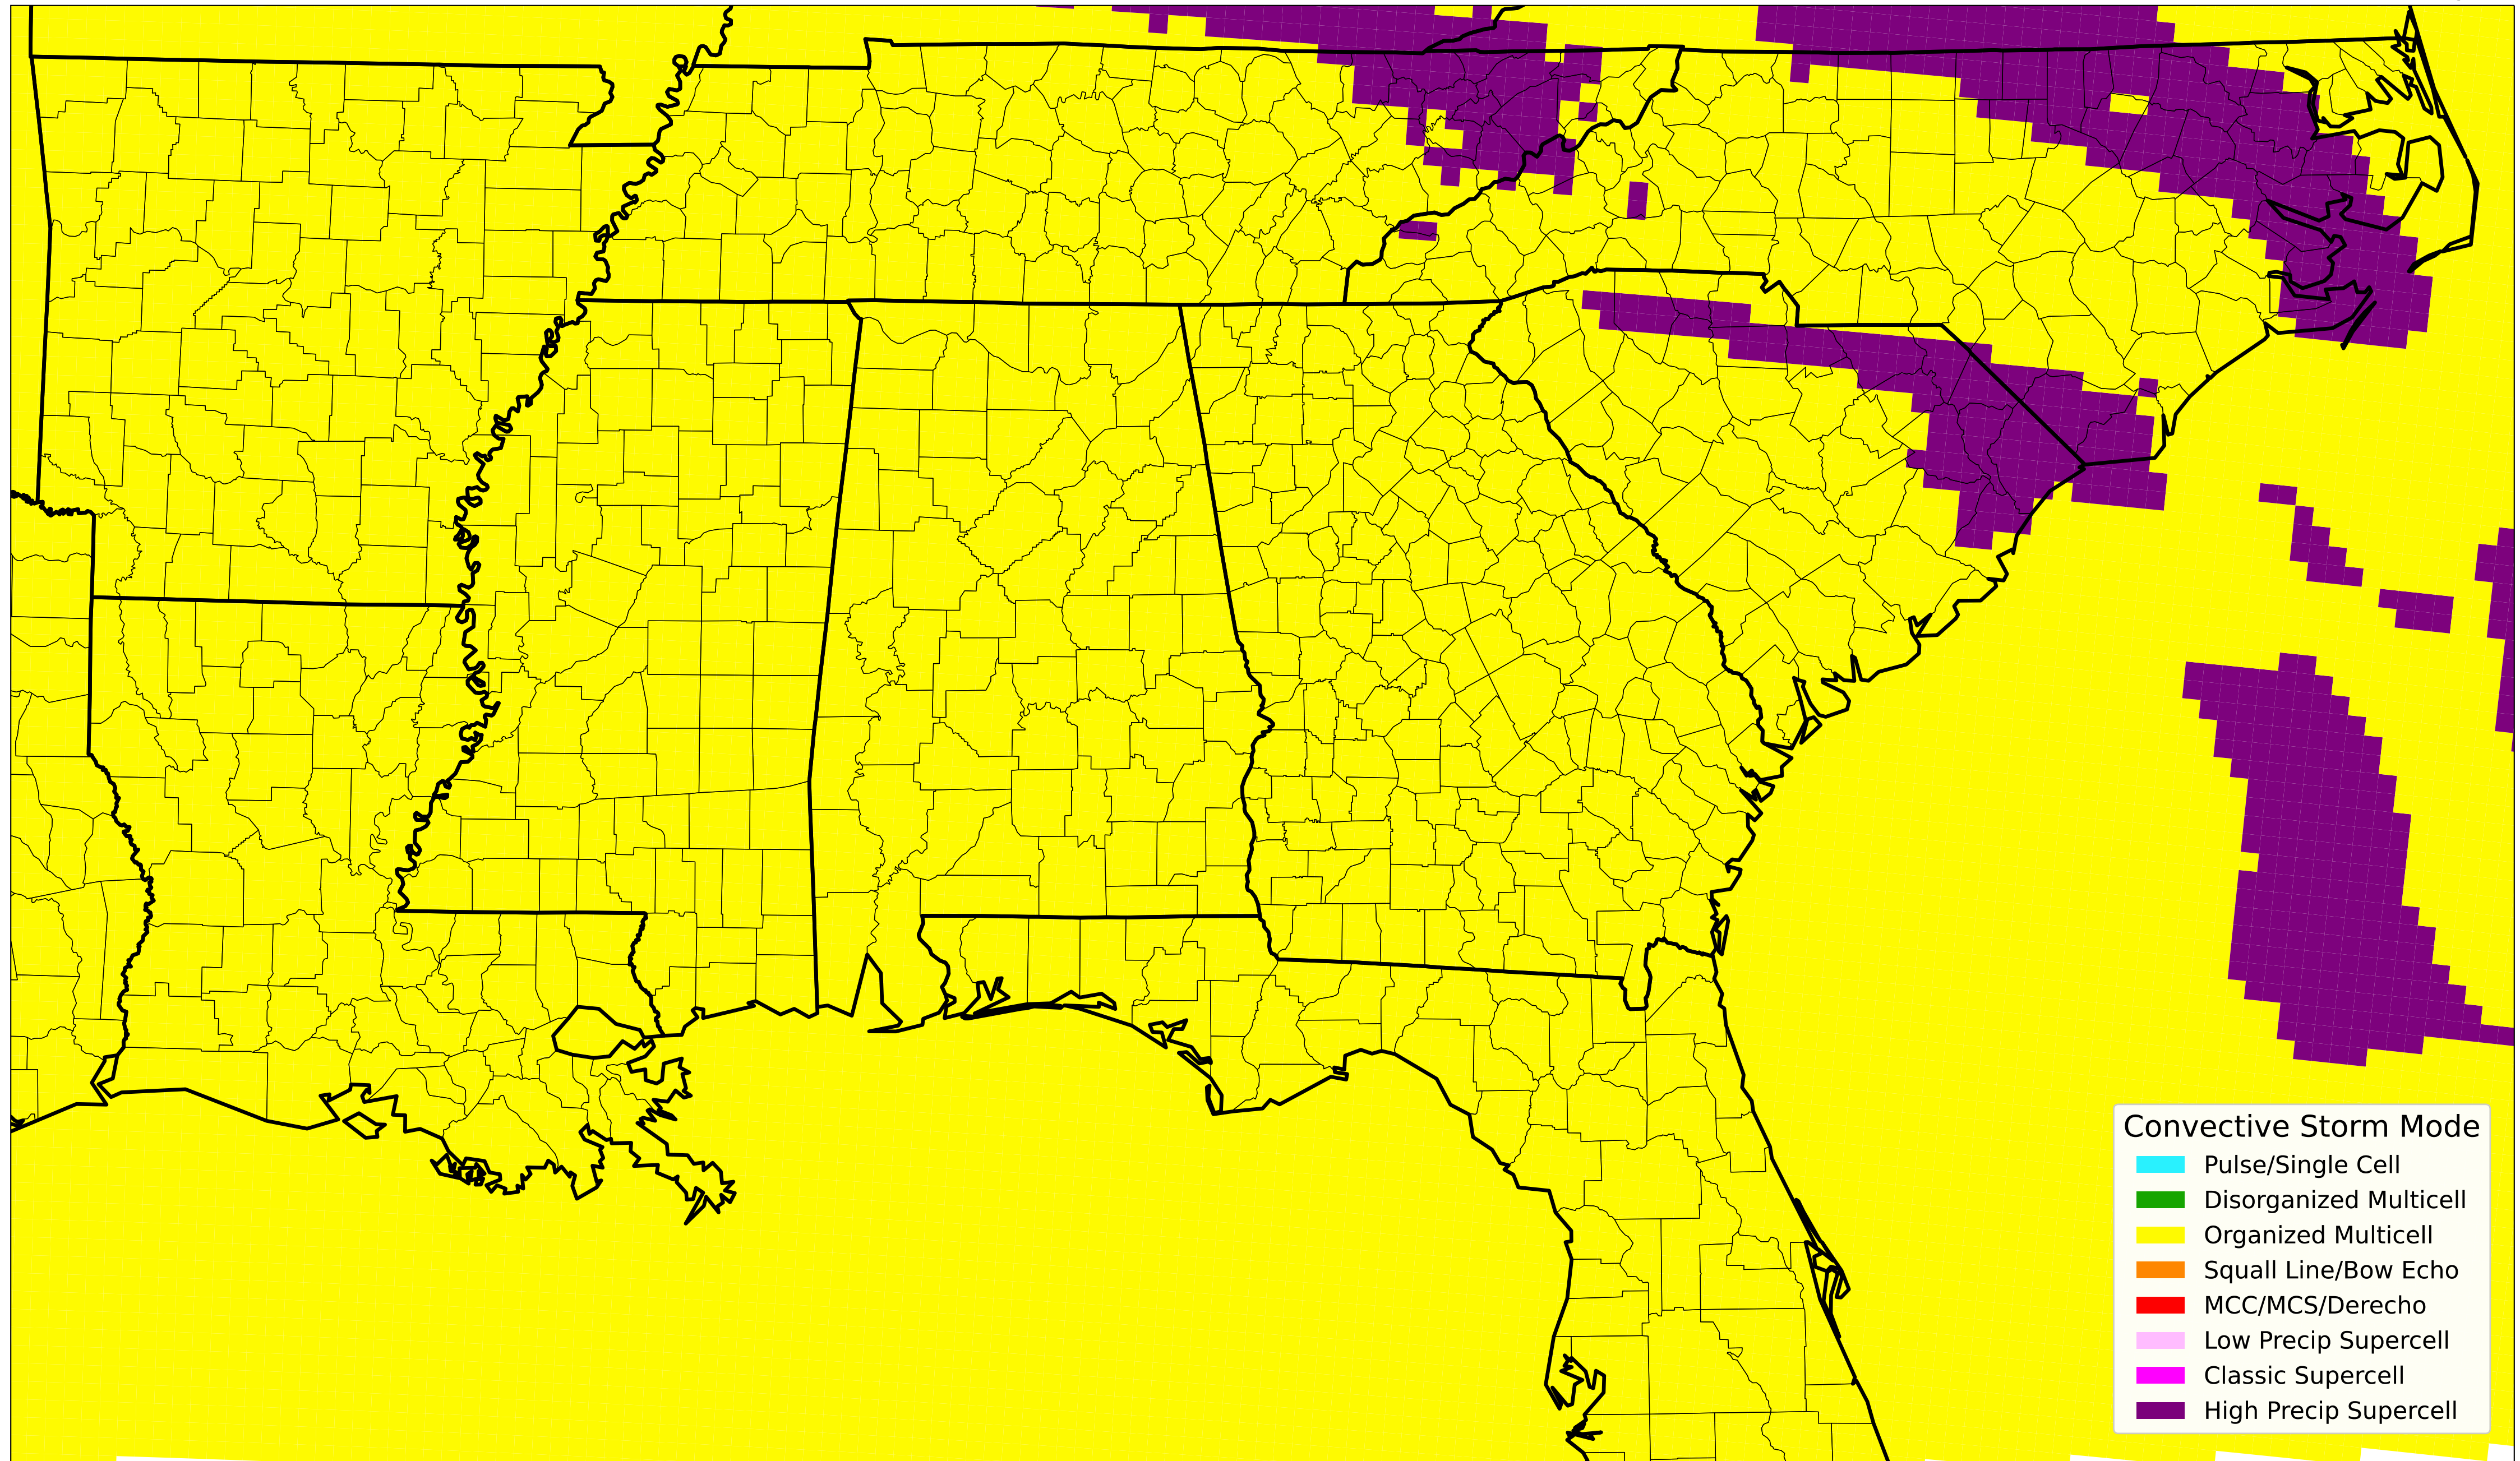 Convective Storm Mode
Pulse/Single Cell
Disorganized Multicell
Organized Multicell
Squall Line/Bow Echo
MCC/MCS/Derecho
Low Precip Supercell
Classic Supercell
High Precip Supercell